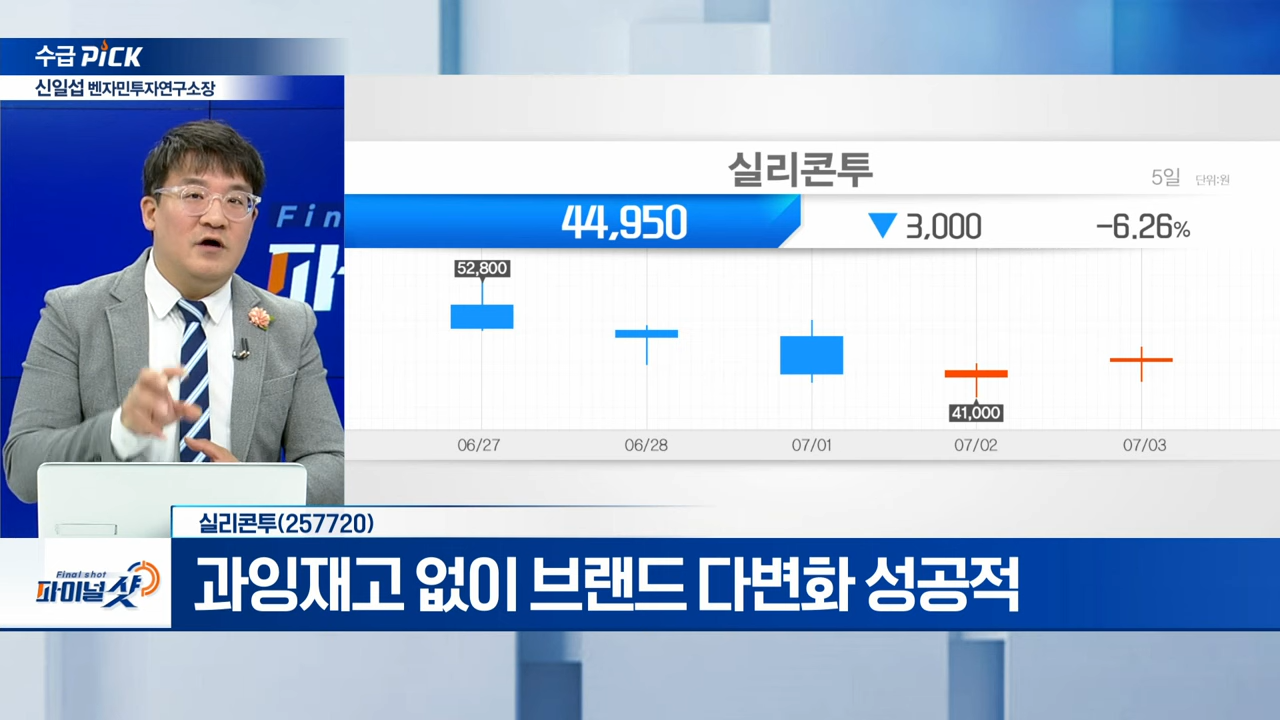 수급 PiCK
신일섭 벤자민투자연구소장
Fin
파
실리콘투
5일 단위:원
44,950 ▼ 3,000 -6.26%
52,800
41,000
06/27 06/28 07/01 07/02 07/03
실리콘투(257720)
Final shot
파이널샷
과잉재고 없이 브랜드 다변화 성공적